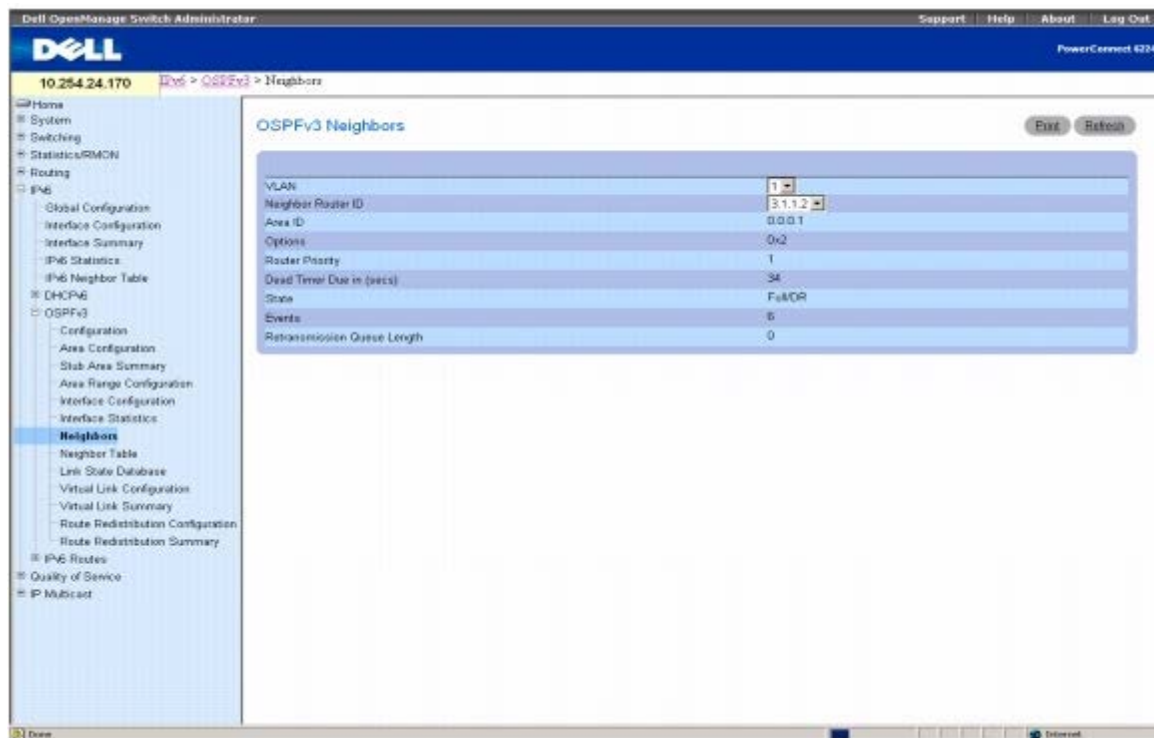 Dell OpenManage Switch Administrator
Support Help About Log Out
DELL
PowerConnect 6224
10.254.24.170
IPv6 > OSPFv3 > Neighbors
Home
System
Switching
Statistics/RMON
Routing
IPv6
Global Configuration
Interface Configuration
Interface Summary
IPv6 Statistics
IPv6 Neighbor Table
DHCPv6
OSPFv3
Configuration
Area Configuration
Stub Area Summary
Area Range Configuration
Interface Configuration
Interface Statistics
Neighbors
Neighbor Table
Link State Database
Virtual Link Configuration
Virtual Link Summary
Route Redistribution Configuration
Route Redistribution Summary
IPv6 Routes
Quality of Service
IP Multicast
OSPFv3 Neighbors
Print Refresh
VLAN 1
Neighbor Router ID 3.1.1.2
Area ID 0.0.0.1
Options 0x2
Router Priority 1
Dead Timer Due in (secs) 34
State Full/DR
Events 6
Retransmission Queue Length 0
Done
Internet